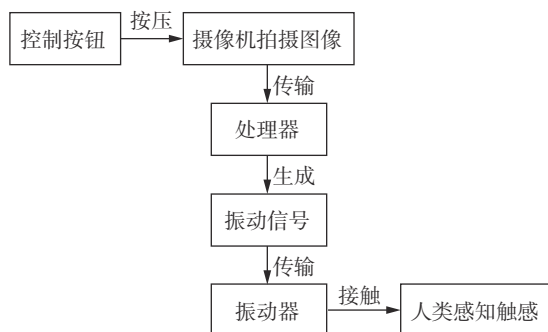 控制按钮
按压
摄像机拍摄图像
传输
处理器
生成
振动信号
传输
振动器
接触
人类感知触感